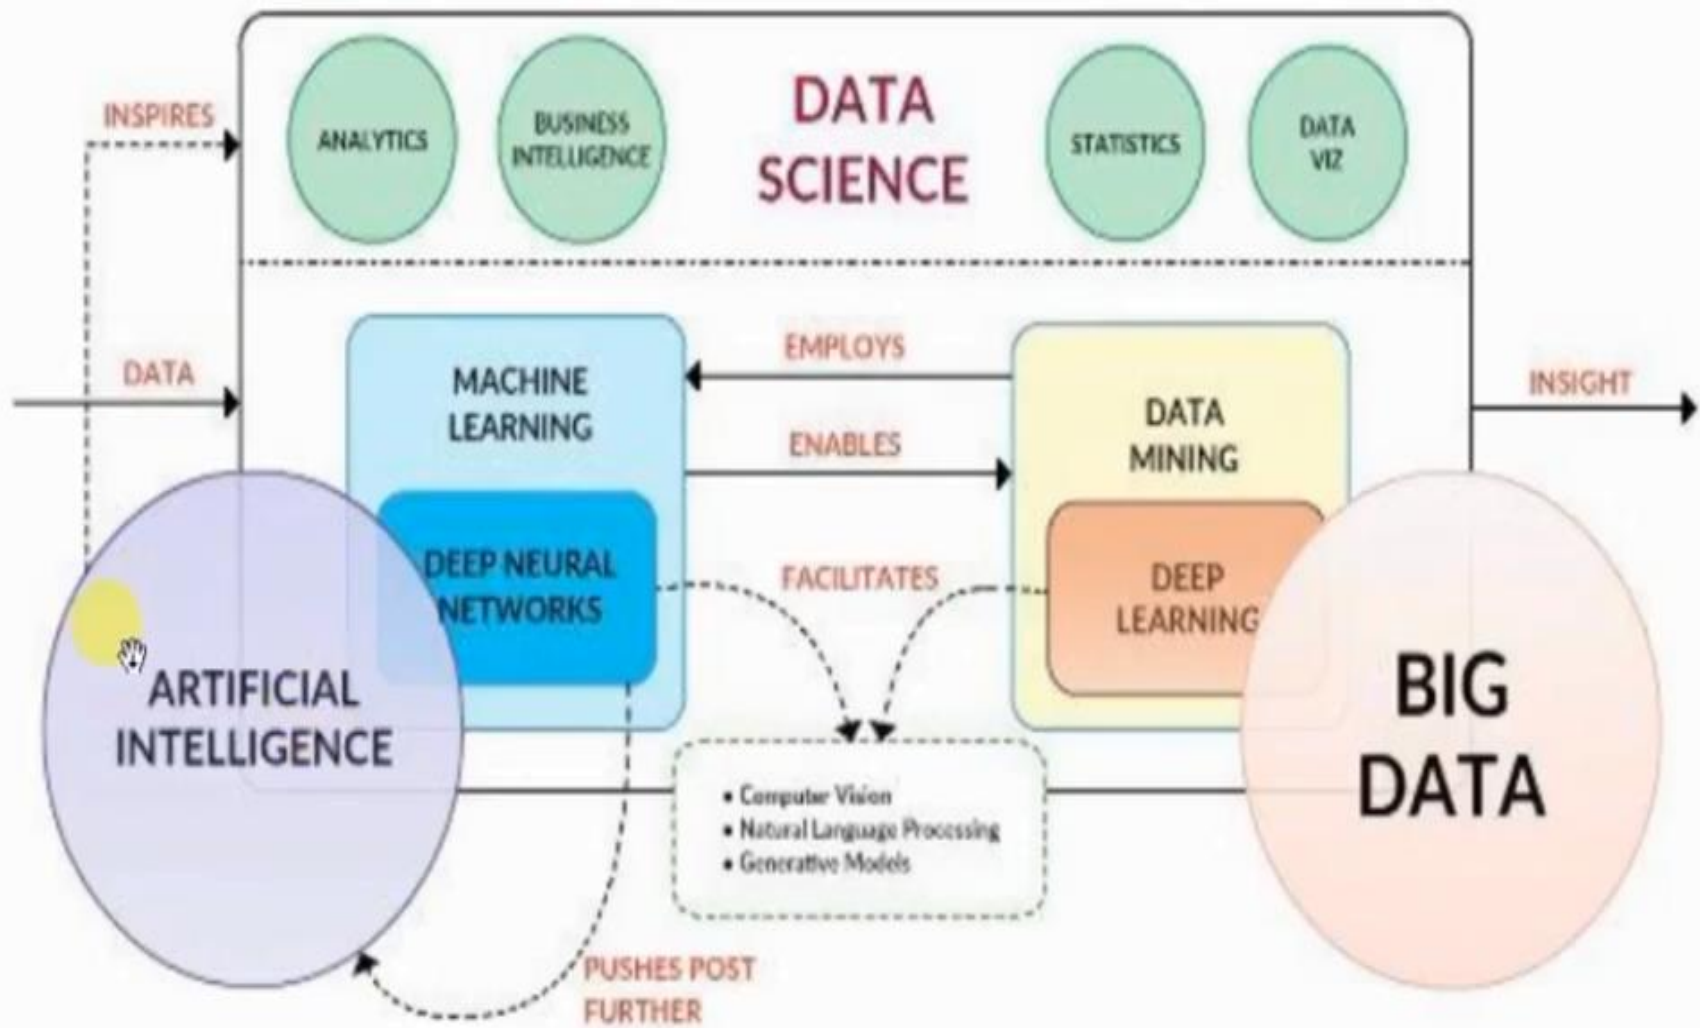 INSPIRES
ANALYTICS
BUSINESS
INTELLIGENCE
DATA
SCIENCE
STATISTICS
DATA
VIZ
DATA
MACHINE
LEARNING
EMPLOYS
ENABLES
DATA
MINING
INSIGHT
DEEP NEURAL
NETWORKS
FACILITATES
DEEP
LEARNING
ARTIFICIAL
INTELLIGENCE
BIG
DATA
• Computer Vision
• Natural Language Processing
• Generative Models
PUSHES POST
FURTHER